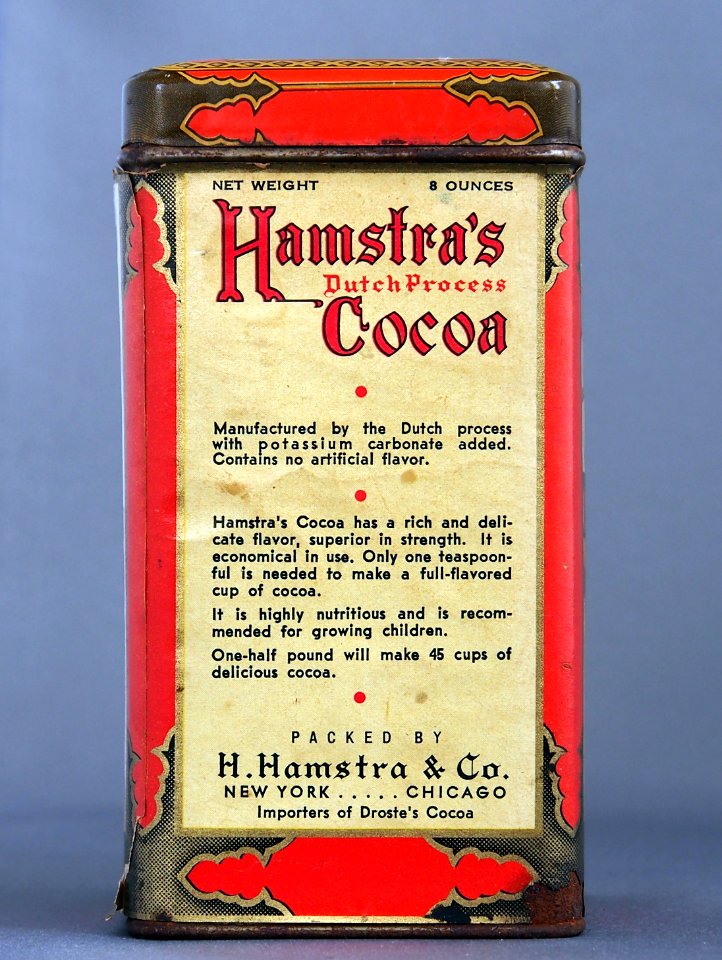 NET WEIGHT 8 OUNCES
Hamstra's
Dutch Process
Cocoa
Manufactured by the Dutch process
with potassium carbonate added.
Contains no artificial flavor.
Hamstra's Cocoa has a rich and deli-
cate flavor, superior in strength. It is
economical in use. Only one teaspoon-
ful is needed to make a full-flavored
cup of cocoa.
It is highly nutritious and is recom-
mended for growing children.
One-half pound will make 45 cups of
delicious cocoa.
PACKED BY
H. Hamstra & Co.
NEW YORK ..... CHICAGO
Importers of Droste's Cocoa